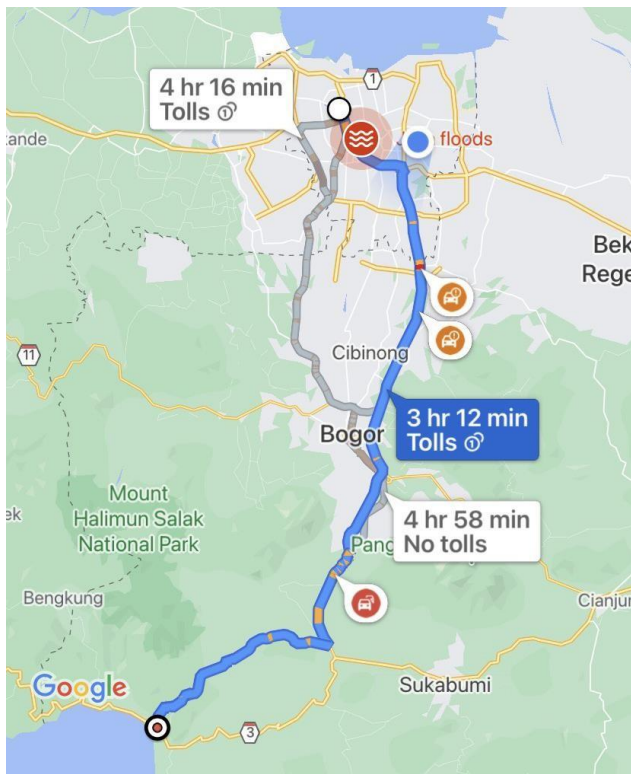 1
4 hr 16 min
Tolls
floods
ande
Bek
Rege
Cibinong
11
3 hr 12 min
Tolls
Bogor
4 hr 58 min
No tolls
Mount
Halimun Salak
National Park
ek
Pang
Bengkung
Cianjur
Google
Sukabumi
3